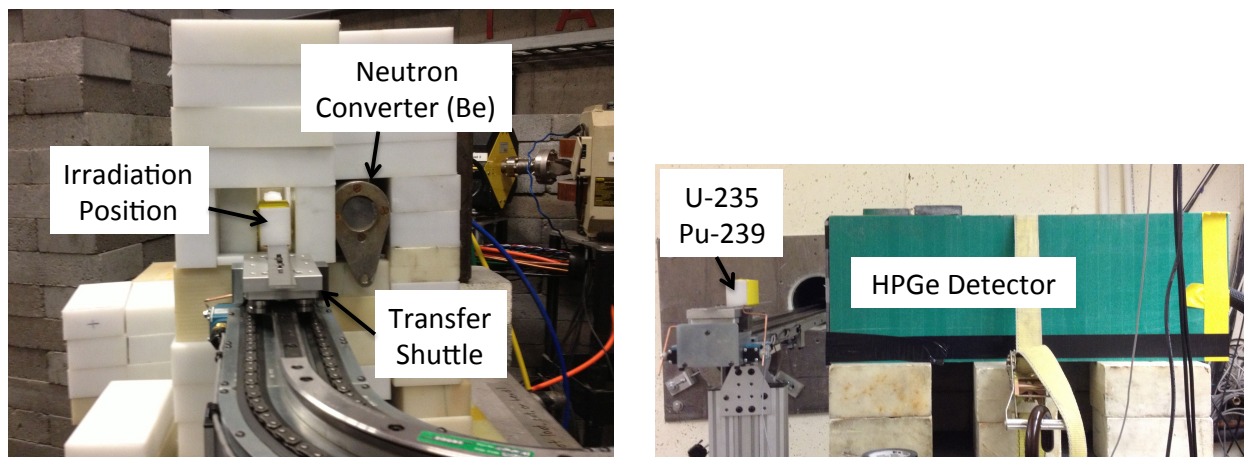 Neutron
Converter (Be)
Irradiation
Position
Transfer
Shuttle
U-235
Pu-239
HPGe Detector